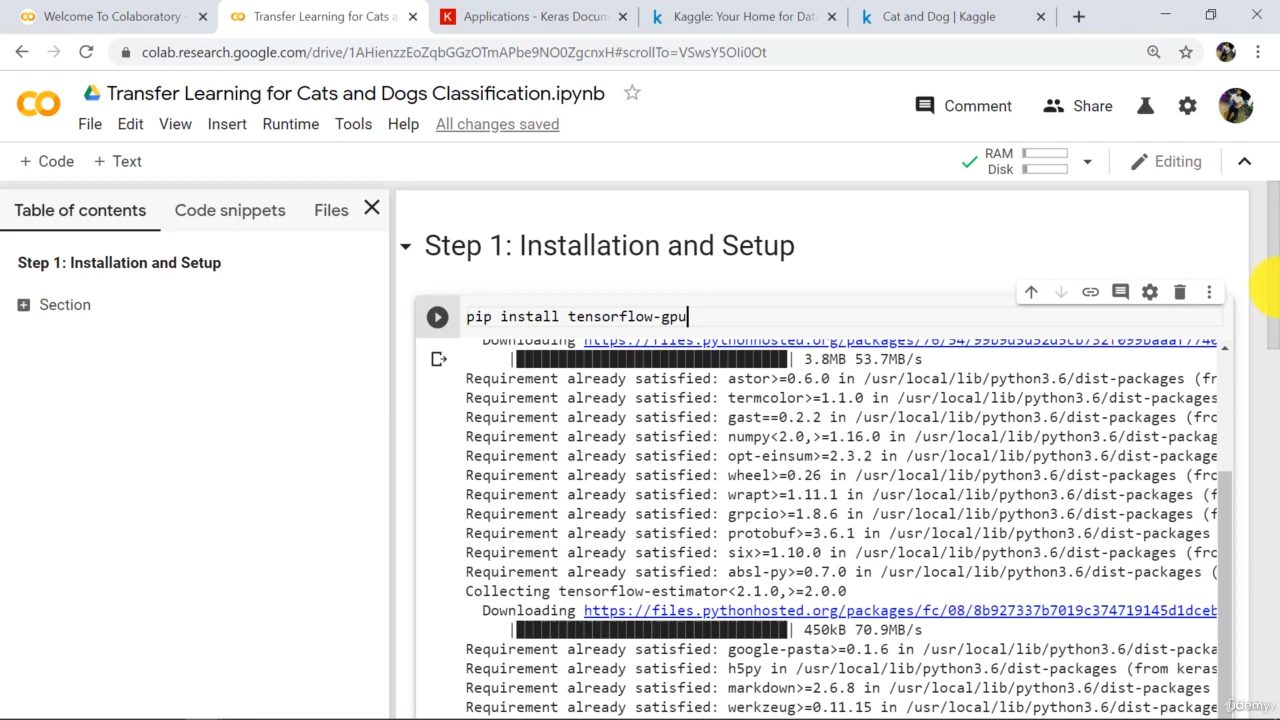 Welcome To Colaboratory
Transfer Learning for Cats a
Applications - Keras Docum
Kaggle: Your Home for Dat
Cat and Dog | Kaggle
colab.research.google.com/drive/1AHienzzEoZqbGGzOTmAPbe9NO0ZgcnxH#scrollTo=VSwsY5OIi0Ot
Transfer Learning for Cats and Dogs Classification.ipynb
Comment
Share
File Edit View Insert Runtime Tools Help All changes saved
+ Code + Text
RAM
Disk
Editing
Table of contents Code snippets Files
Step 1: Installation and Setup
Section
Step 1: Installation and Setup
pip install tensorflow-gpu
Downloading
3.8MB 53.7MB/s
Requirement already satisfied: astor>=0.6.0 in /usr/local/lib/python3.6/dist-packages (fr
Requirement already satisfied: termcolor>=1.1.0 in /usr/local/lib/python3.6/dist-packages
Requirement already satisfied: gast==0.2.2 in /usr/local/lib/python3.6/dist-packages (fro
Requirement already satisfied: numpy<2.0,>=1.16.0 in /usr/local/lib/python3.6/dist-packag
Requirement already satisfied: opt-einsum>=2.3.2 in /usr/local/lib/python3.6/dist-package
Requirement already satisfied: wheel>=0.26 in /usr/local/lib/python3.6/dist-packages (fro
Requirement already satisfied: wrapt>=1.11.1 in /usr/local/lib/python3.6/dist-packages (f
Requirement already satisfied: grpcio>=1.8.6 in /usr/local/lib/python3.6/dist-packages (f
Requirement already satisfied: protobuf>=3.6.1 in /usr/local/lib/python3.6/dist-packages
Requirement already satisfied: six>=1.10.0 in /usr/local/lib/python3.6/dist-packages (fro
Requirement already satisfied: absl-py>=0.7.0 in /usr/local/lib/python3.6/dist-packages (
Collecting tensorflow-estimator<2.1.0,>=2.0.0
Downloading https://files.pythonhosted.org/packages/fc/08/8b927337b7019c374719145d1dceb
450kB 70.9MB/s
Requirement already satisfied: google-pasta>=0.1.6 in /usr/local/lib/python3.6/dist-packa
Requirement already satisfied: h5py in /usr/local/lib/python3.6/dist-packages (from keras
Requirement already satisfied: markdown>=2.6.8 in /usr/local/lib/python3.6/dist-packages
Requirement already satisfied: werkzeug>=0.11.15 in /usr/local/lib/python3.6/dist-package
Udemy